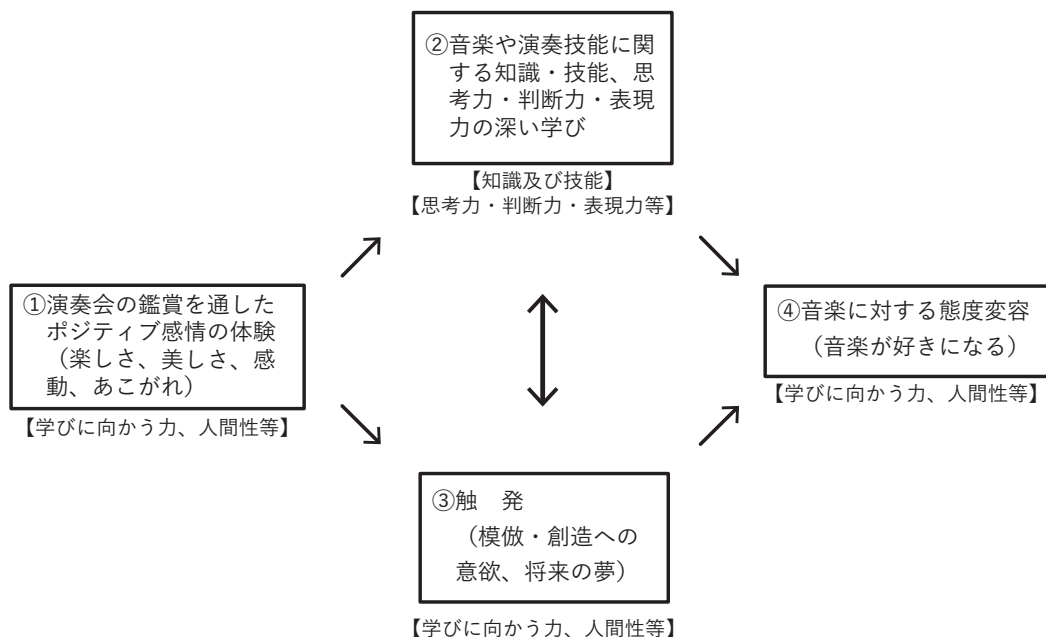 ②音楽や演奏技能に関
する知識・技能、思
考力・判断力・表現
力の深い学び
【知識及び技能】
【思考力・判断力・表現力等】
①演奏会の鑑賞を通した
ポジティブ感情の体験
(楽しさ、美しさ、感
動、あこがれ)
【学びに向かう力、人間性等】
④音楽に対する態度変容
(音楽が好きになる)
【学びに向かう力、人間性等】
③触　発
(模倣・創造への
意欲、将来の夢)
【学びに向かう力、人間性等】